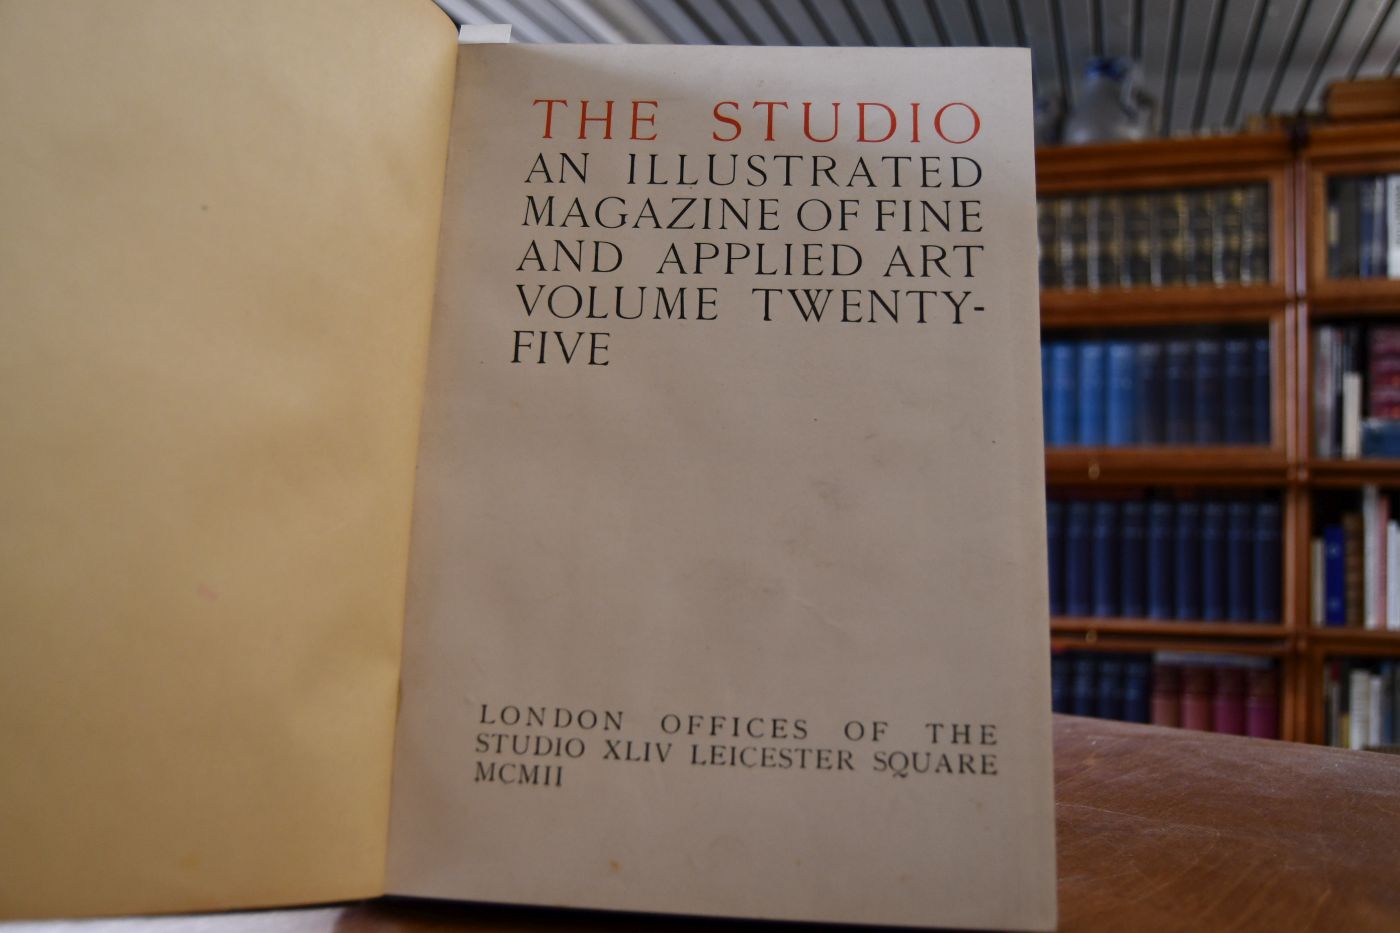 THE STUDIO
AN ILLUSTRATED
MAGAZINE OF FINE
AND APPLIED ART
VOLUME TWENTY-
FIVE
LONDON OFFICES OF THE
STUDIO XLIV LEICESTER SQUARE
MCMII